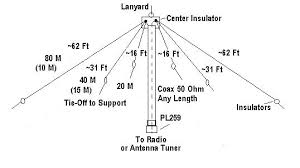 Lanyard
Center Insulator
~62 Ft
~16 Ft
~16 Ft
~62 Ft
80 M
(10 M)
~31 Ft
~31 Ft
40 M
(15 M)
20 M
Coax 50 Ohm
Any Length
Tie-Off to Support
Insulators
PL259
To Radio
or Antenna Tuner